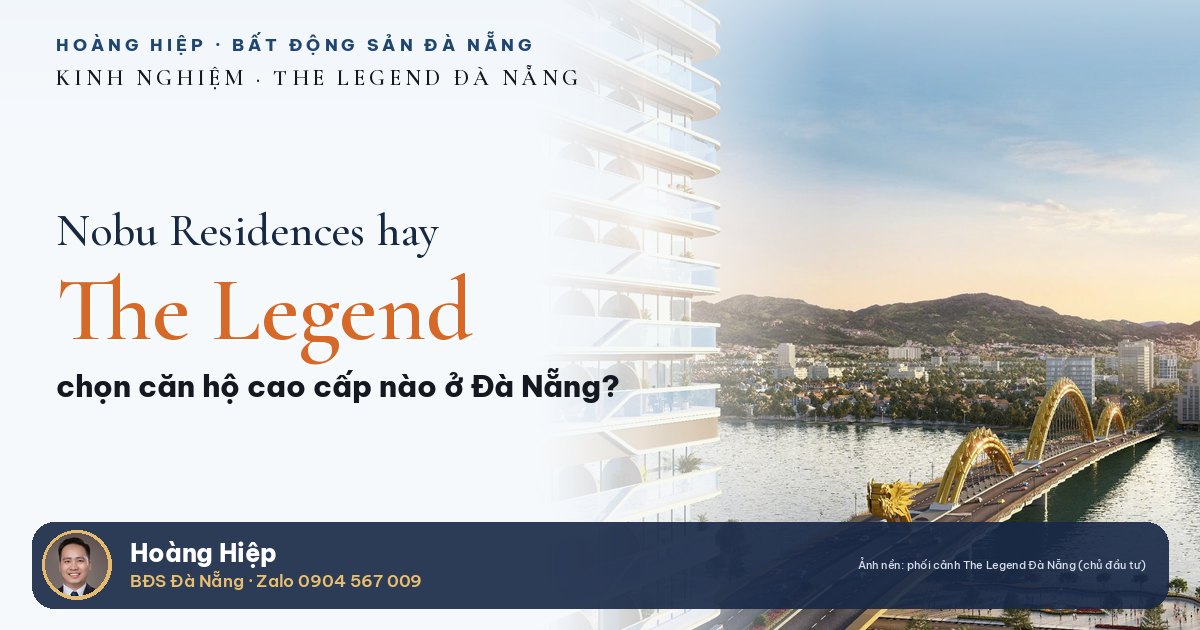 HOÀNG HIỆP · BẤT ĐỘNG SẢN ĐÀ NẴNG
KINH NGHIỆM · THE LEGEND ĐÀ NẴNG
Nobu Residences hay
The Legend
chọn căn hộ cao cấp nào ở Đà Nẵng?
Hoàng Hiệp
BĐS Đà Nẵng · Zalo 0904 567 009
Ảnh nền: phối cảnh The Legend Đà Nẵng (chủ đầu tư)